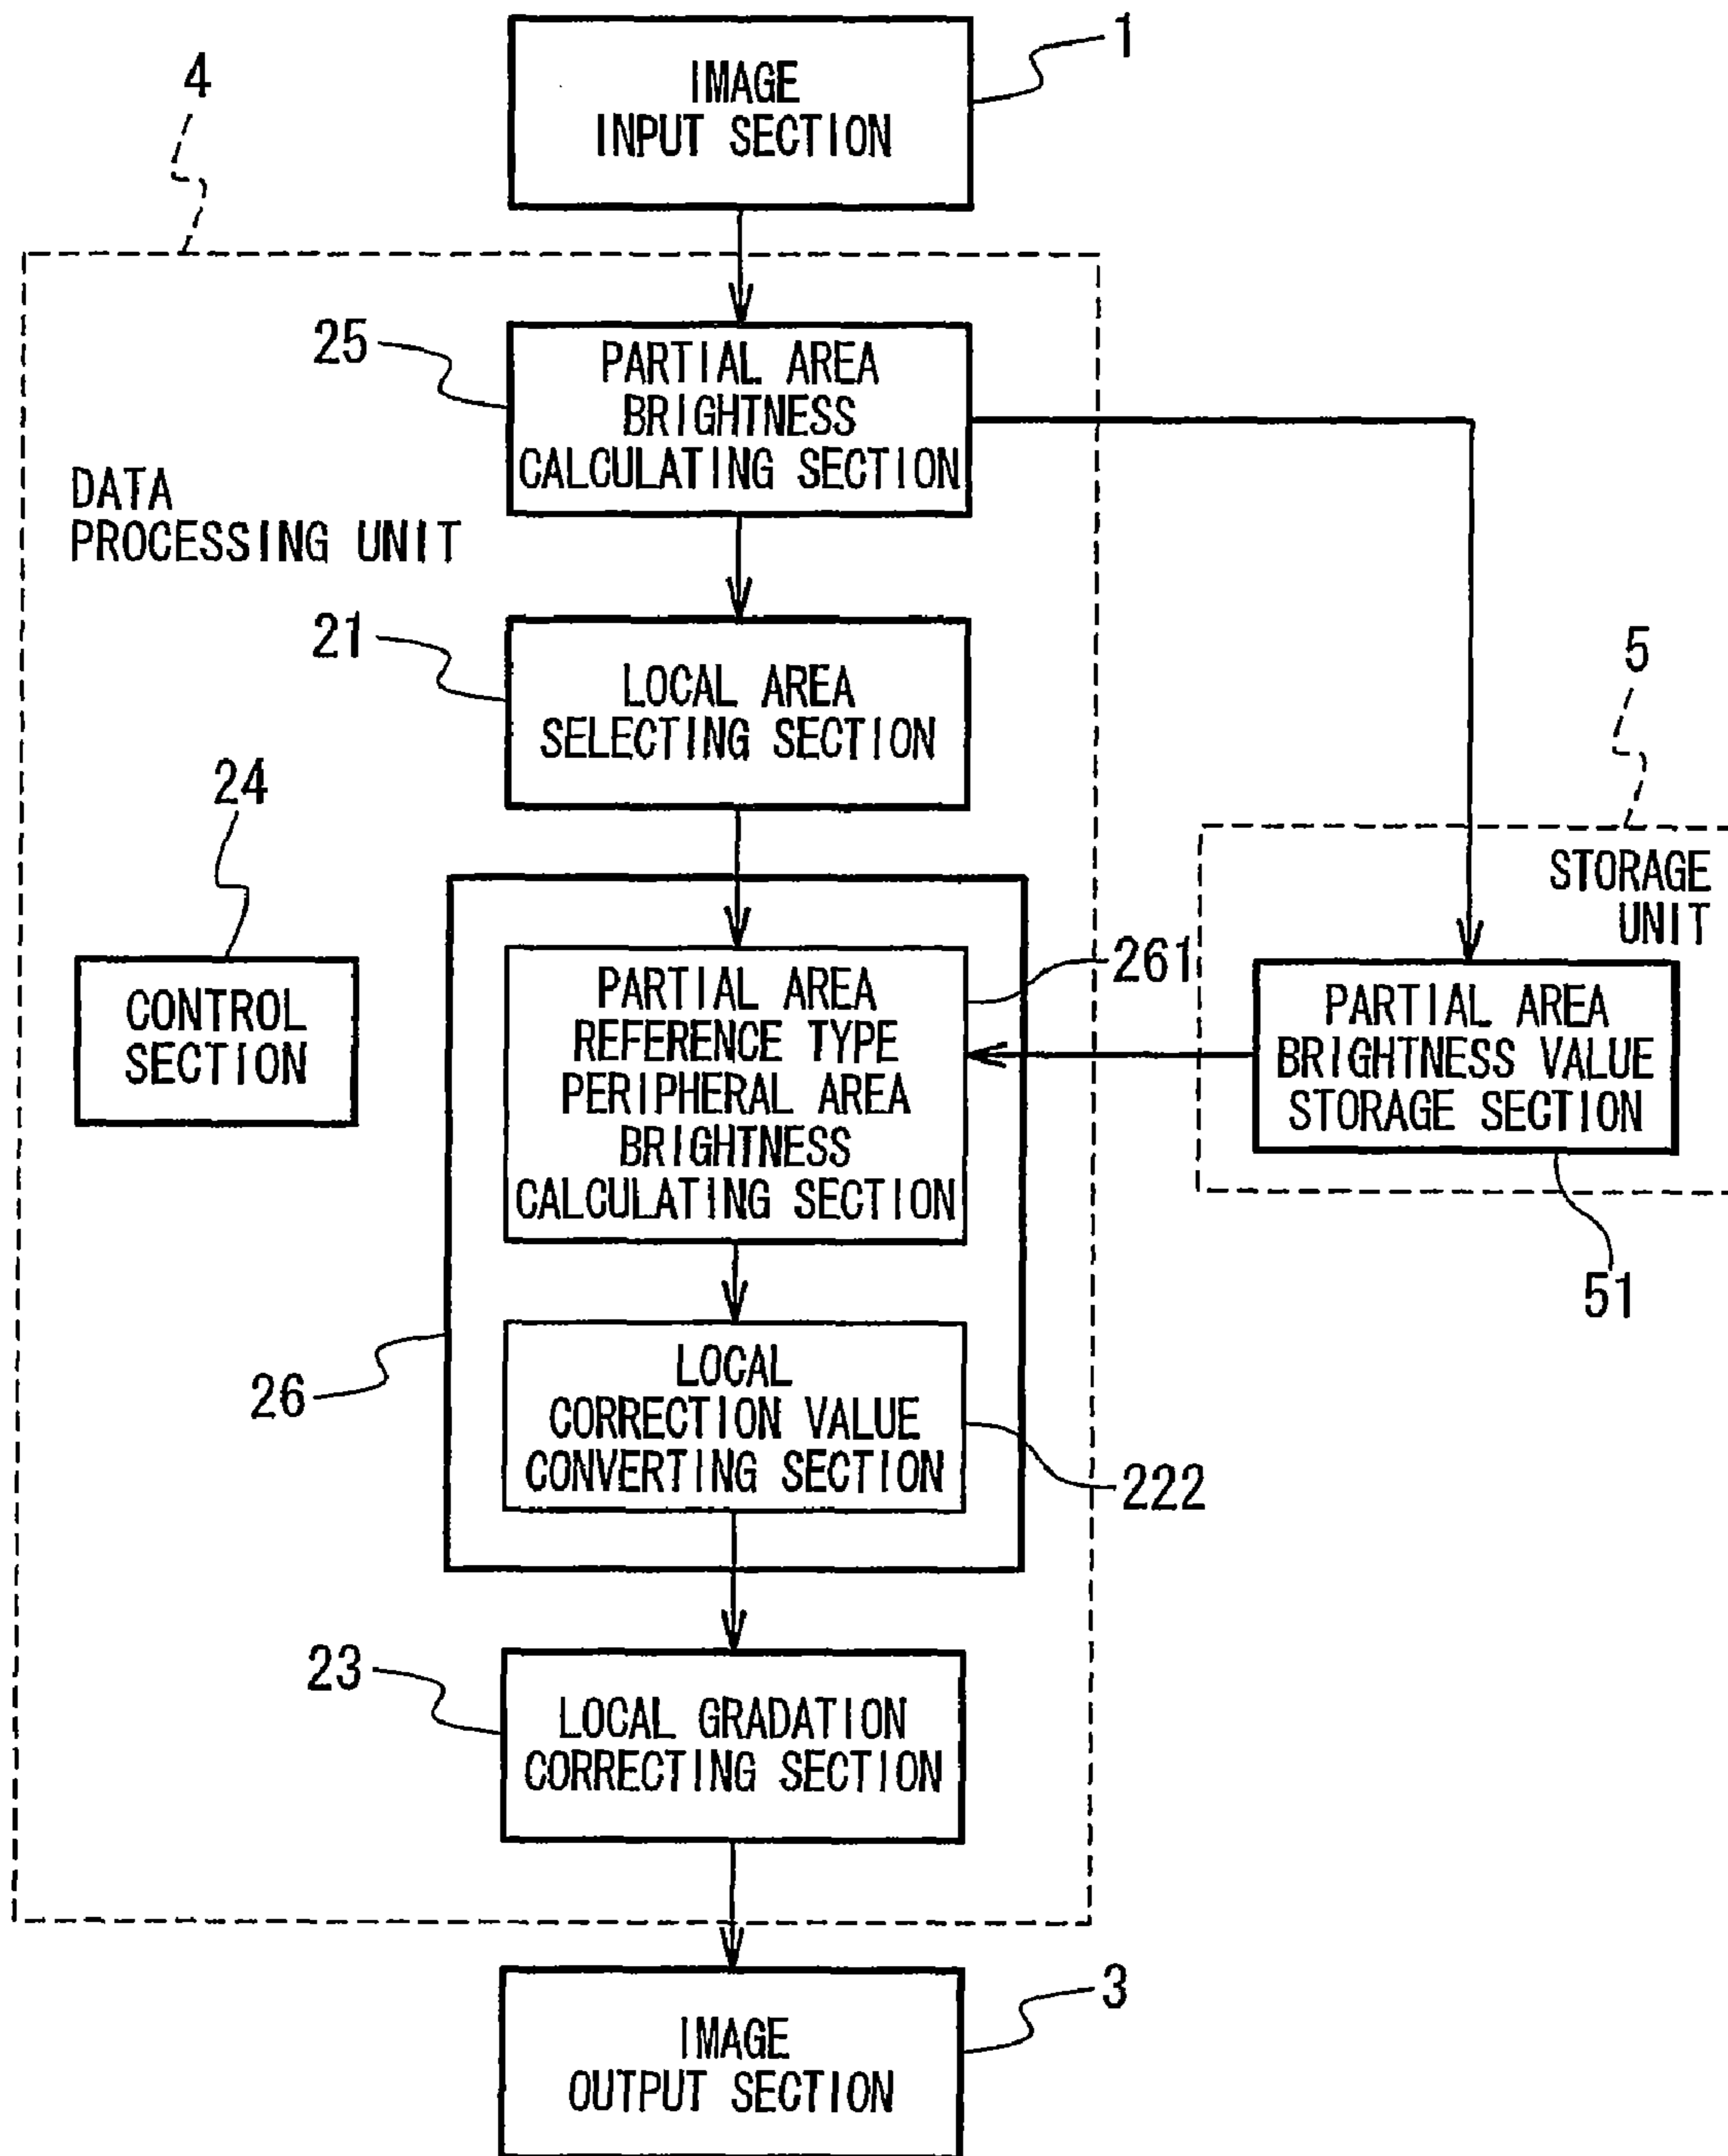 1
IMAGE
INPUT SECTION
4
25
PARTIAL AREA
BRIGHTNESS
CALCULATING SECTION
DATA
PROCESSING UNIT
21
LOCAL AREA
SELECTING SECTION
5
24
STORAGE
UNIT
CONTROL
SECTION
261
PARTIAL AREA
REFERENCE TYPE
PERIPHERAL AREA
BRIGHTNESS
CALCULATING SECTION
PARTIAL AREA
BRIGHTNESS VALUE
STORAGE SECTION
51
26
LOCAL
CORRECTION VALUE
CONVERTING SECTION
222
23
LOCAL GRADATION
CORRECTING SECTION
3
IMAGE
OUTPUT SECTION